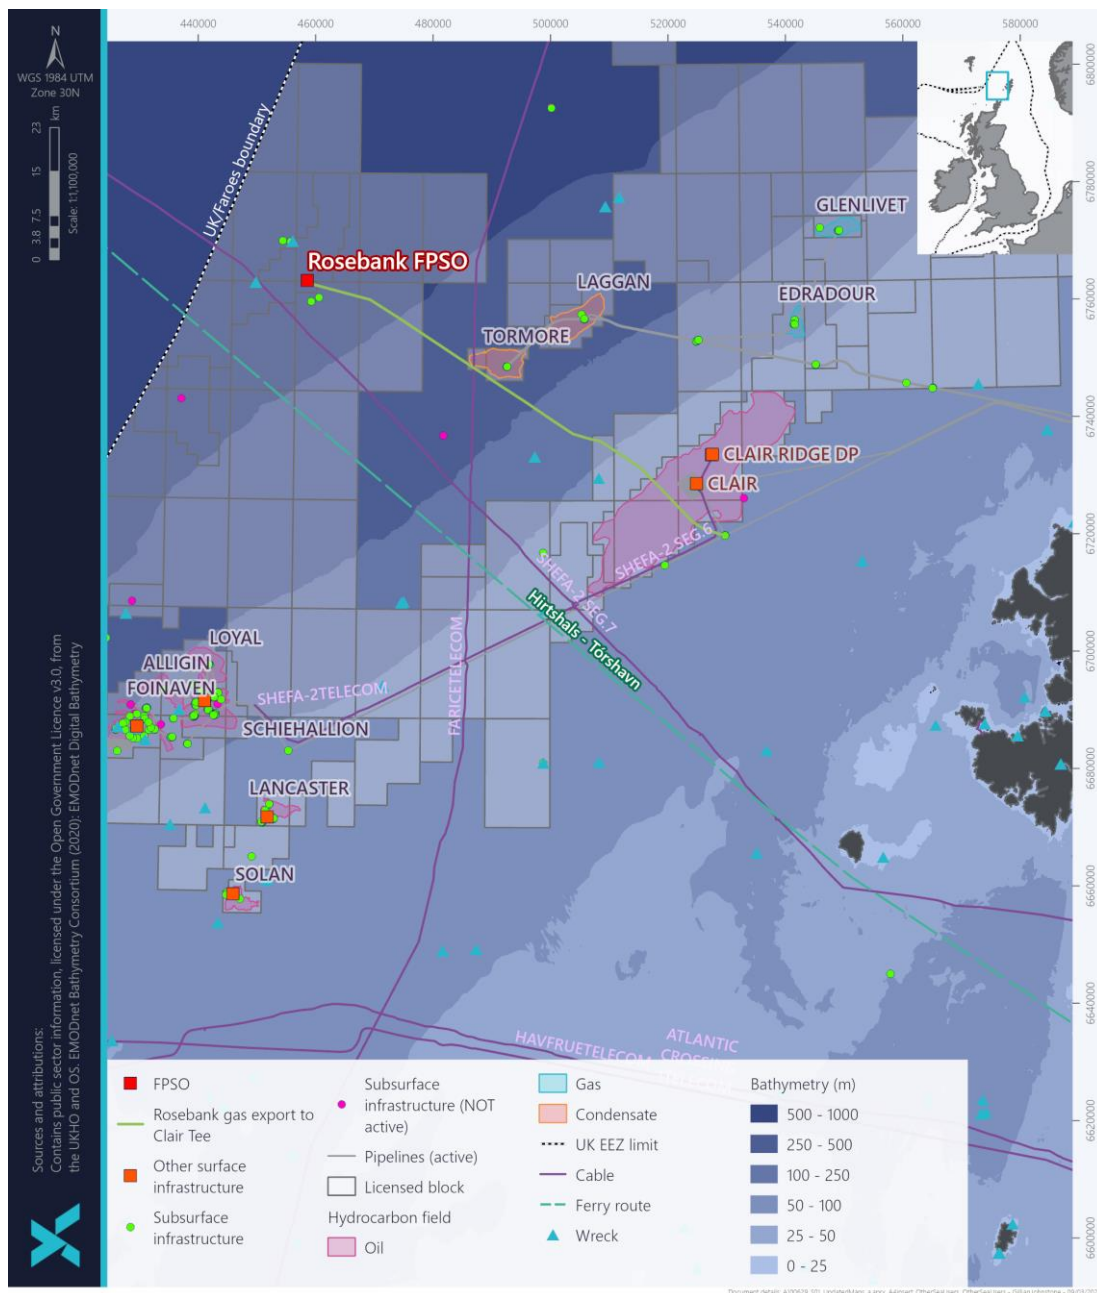 440000
460000
480000
500000
520000
540000
560000
580000
N
WGS 1984 UTM
Zone 30N
km
0 3.8 7.5 15 23
Scale: 1:1,100,000
6800000
6780000
6760000
6740000
6720000
6700000
6680000
6660000
6640000
6620000
6600000
UK/Faroes boundary
Rosebank FPSO
GLENLIVET
LAGGAN
EDRADOUR
TORMORE
CLAIR RIDGE DP
CLAIR
SHEFA-2 SEG.6
SHEFA-2 SEG.7
Hirtshals - Tórshavn
LOYAL
ALLIGIN
FOINAVEN
SHEFA-2TELECOM
FARICETELECOM
SCHIEHALLION
LANCASTER
SOLAN
HAVFRUETELECOM
ATLANTIC
Sources and attributions:
Contains public sector information, licensed under the Open Government Licence v3.0, from
the UKHO and OS. EMODnet Bathymetry Consortium (2020): EMODnet Digital Bathymetry
FPSO
Rosebank gas export to
Clair Tee
Other surface
infrastructure
Subsurface
infrastructure
Subsurface
infrastructure (NOT
active)
Pipelines (active)
Licensed block
Hydrocarbon field
Oil
Gas
Condensate
UK EEZ limit
Cable
Ferry route
Wreck
Bathymetry (m)
500 - 1000
250 - 500
100 - 250
50 - 100
25 - 50
0 - 25